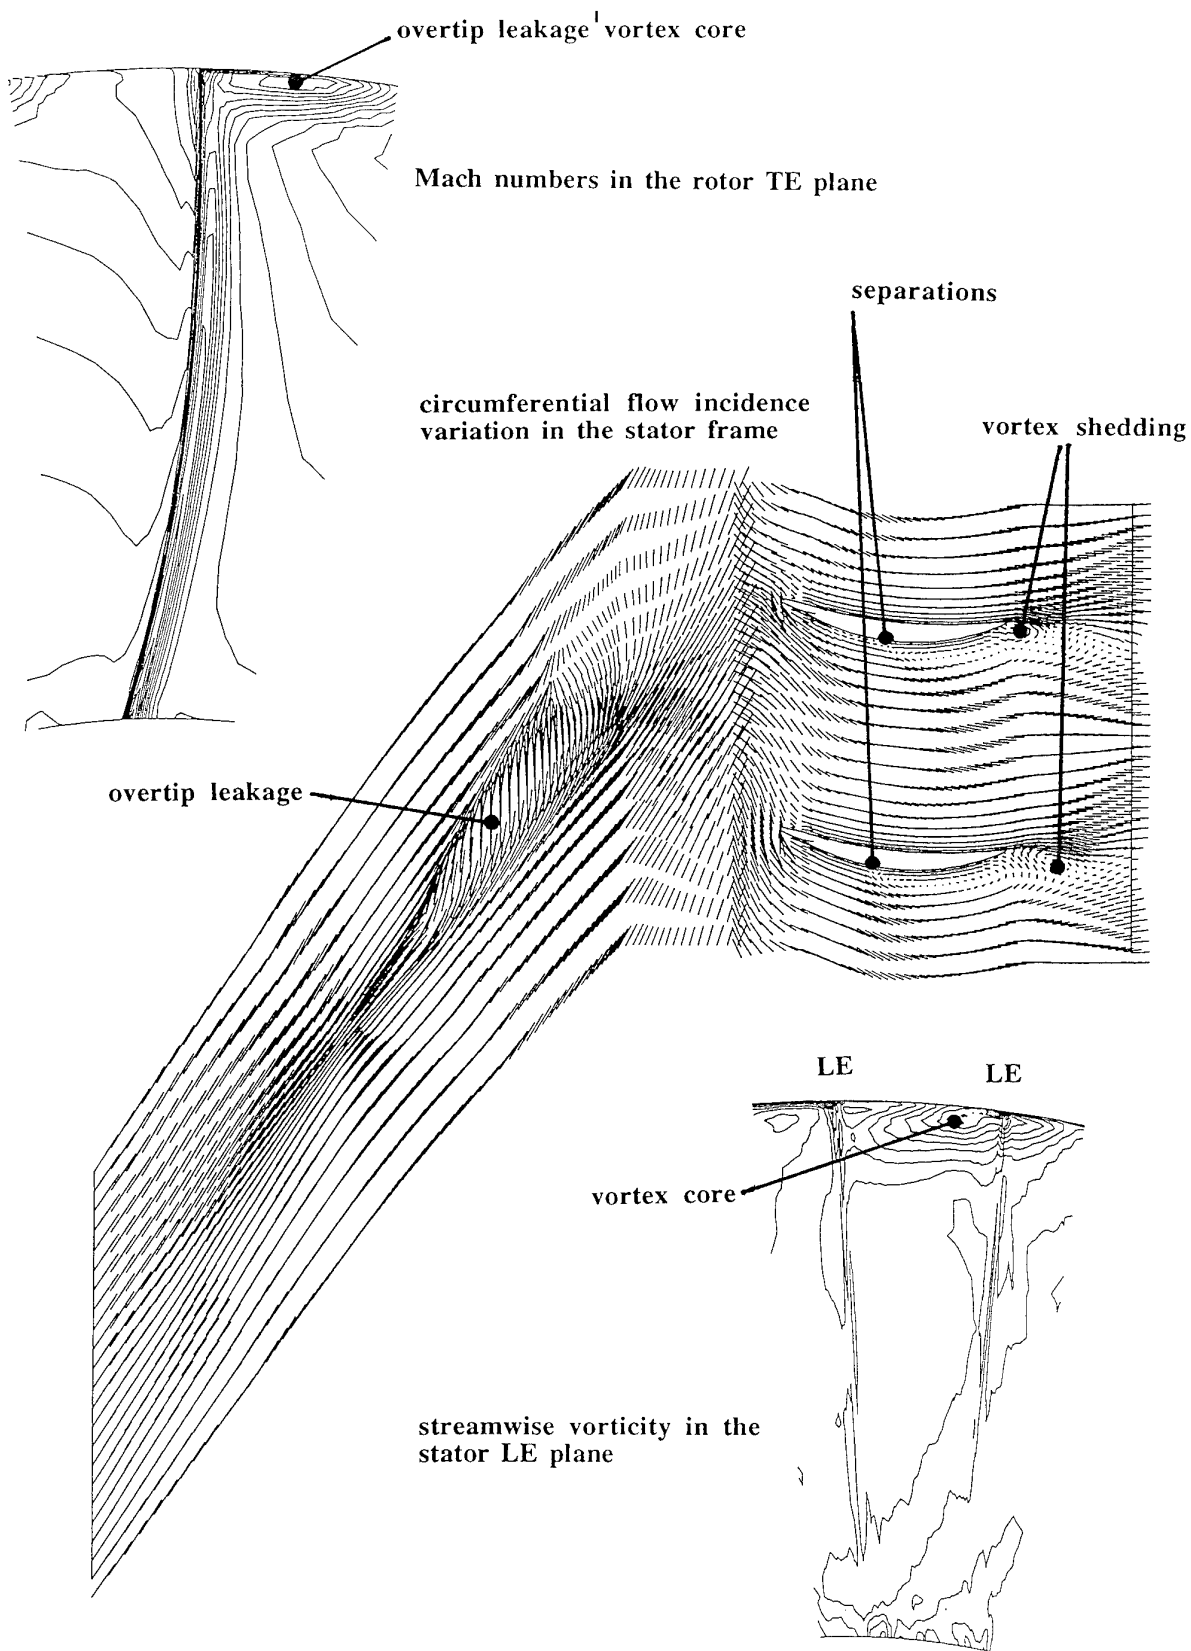 overtip leakage vortex core
Mach numbers in the rotor TE plane
separations
circumferential flow incidence
variation in the stator frame
vortex shedding
overtip leakage
LE
LE
vortex core
streamwise vorticity in the
stator LE plane